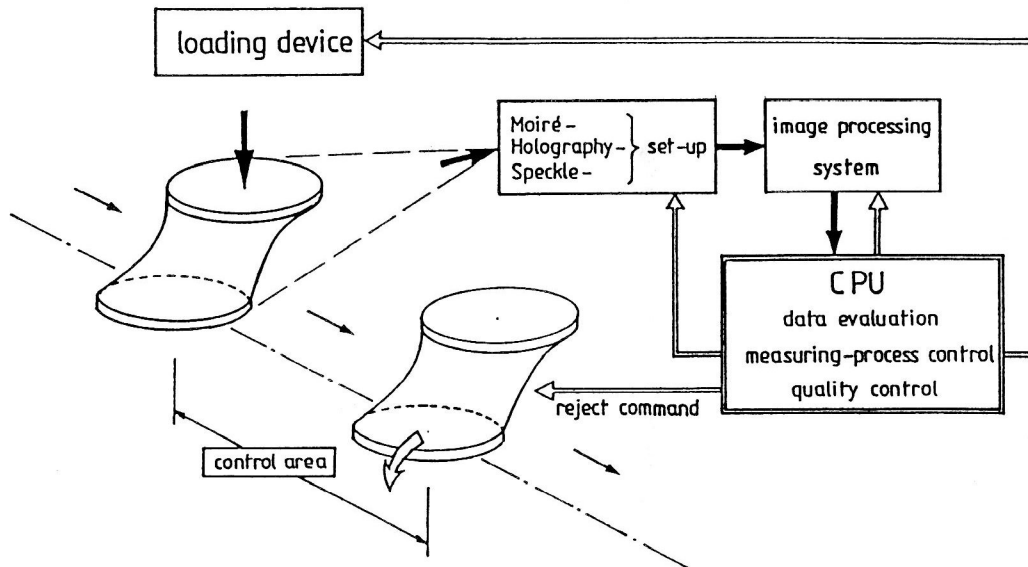 loading device
Moiré-
Holography-
Speckle-
set-up
image processing
system
CPU
data evaluation
measuring-process control
quality control
reject command
control area